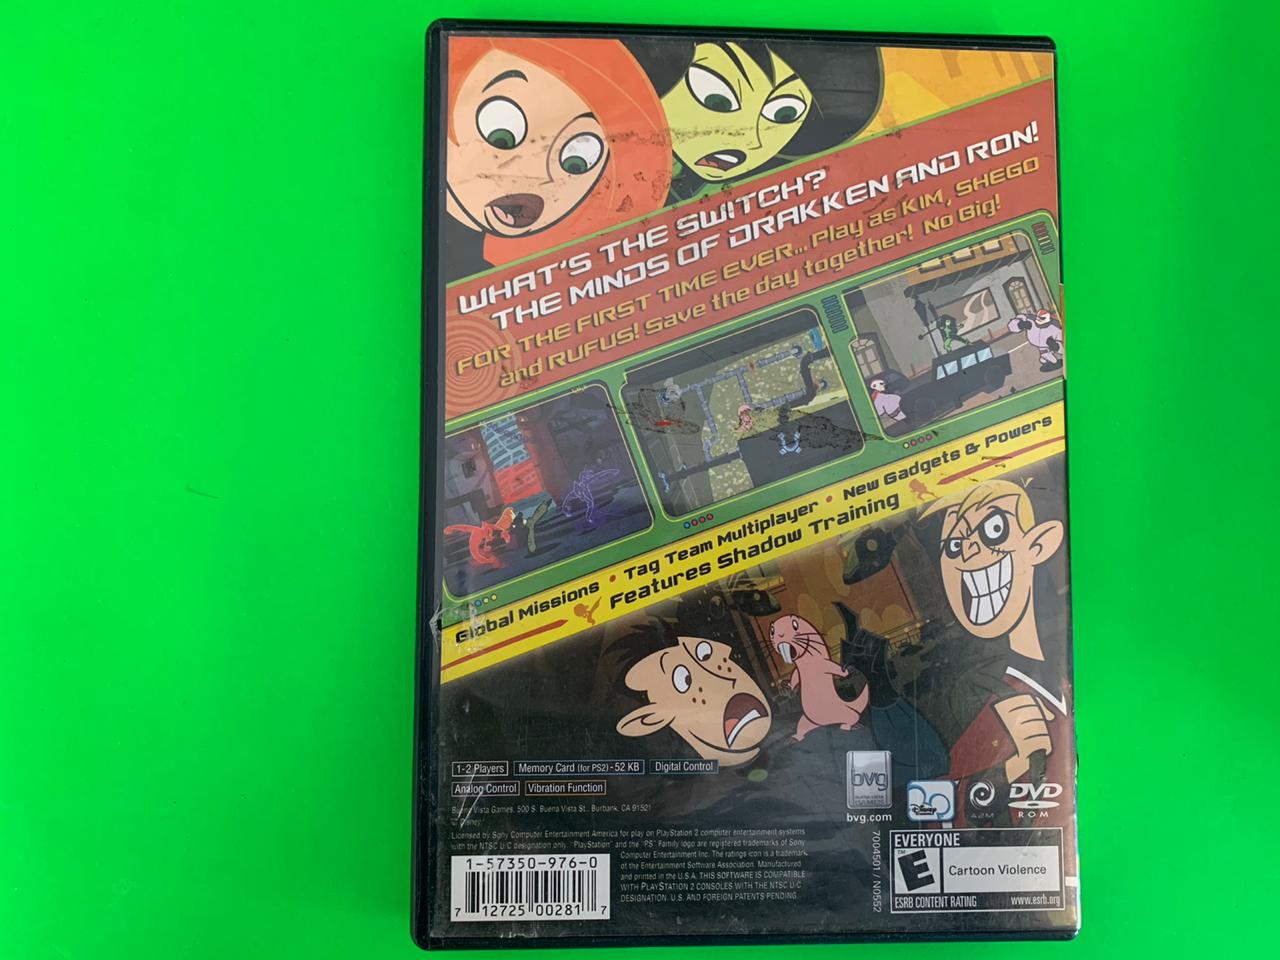 WHAT'S THE SWITCH?
THE MINDS OF DRAKKEN AND RON!
FOR THE FIRST TIME EVER... Play as KIM, SHEGO
and RUFUS! Save the day together! No Big!
Global Missions • Tag Team Multiplayer • New Gadgets & Powers
Features Shadow Training
1-2 Players
Memory Card (for PS2) - 52 KB
Digital Control
Analog Control
Vibration Function
Buena Vista Games, 500 S. Buena Vista St., Burbank, CA 91521
Disney
Licensed by Sony Computer Entertainment America for play on PlayStation 2 computer entertainment systems
with the NTSC U/C designation only. "PlayStation" and the "PS" Family logo are registered trademarks of Sony
Computer Entertainment Inc. The ratings icon is a trademark
of the Entertainment Software Association. Manufactured
and printed in the U.S.A. THIS SOFTWARE IS COMPATIBLE
WITH PLAYSTATION 2 CONSOLES WITH THE NTSC U/C
DESIGNATION. U.S. AND FOREIGN PATENTS PENDING.
1-57350-976-0
7 12725 00281 7
bvg
BUENA VISTA
GAMES
bvg.com
Disney
A2M
DVD
ROM
7004501 / N0552
EVERYONE
E
TM
Cartoon Violence
ESRB CONTENT RATING
www.esrb.org